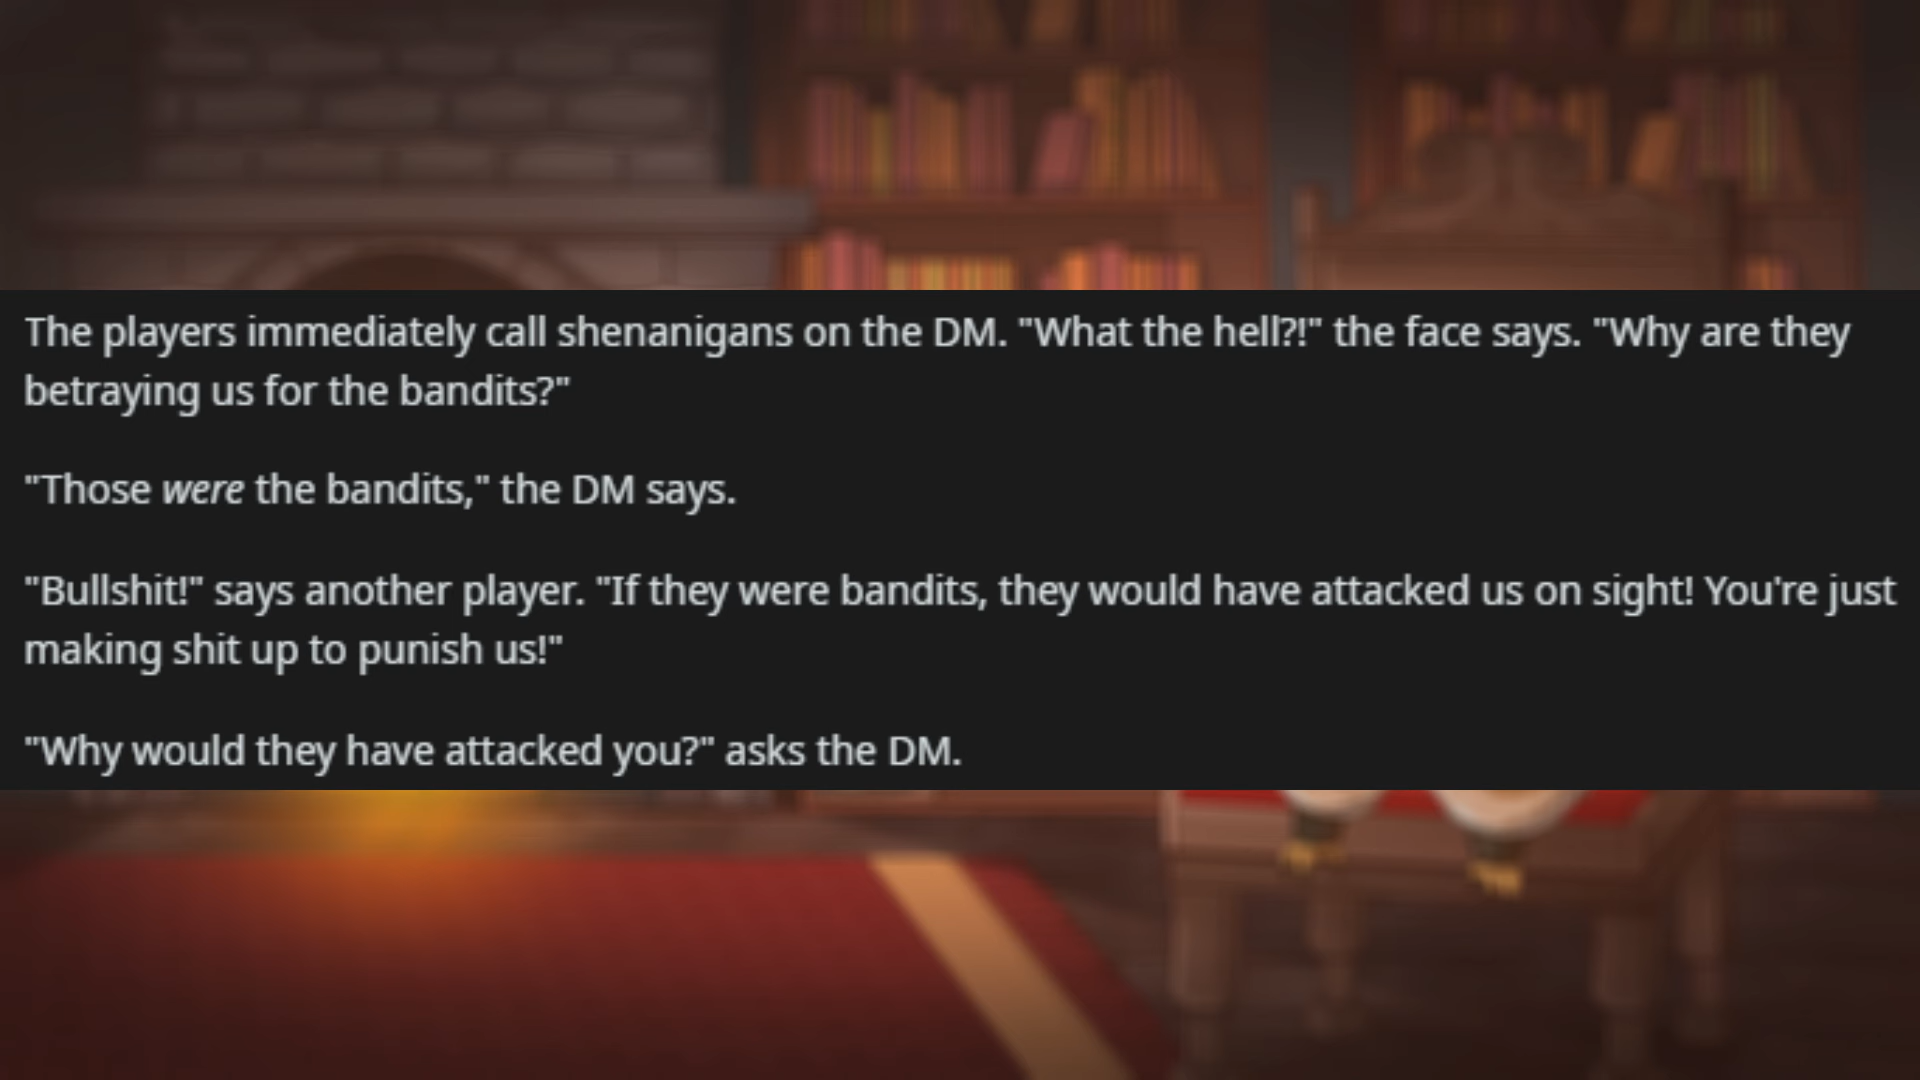 The players immediately call shenanigans on the DM. "What the hell?!" the face says. "Why are they
betraying us for the bandits?"
"Those were the bandits," the DM says.
"Bullshit!" says another player. "If they were bandits, they would have attacked us on sight! You're just
making shit up to punish us!"
"Why would they have attacked you?" asks the DM.